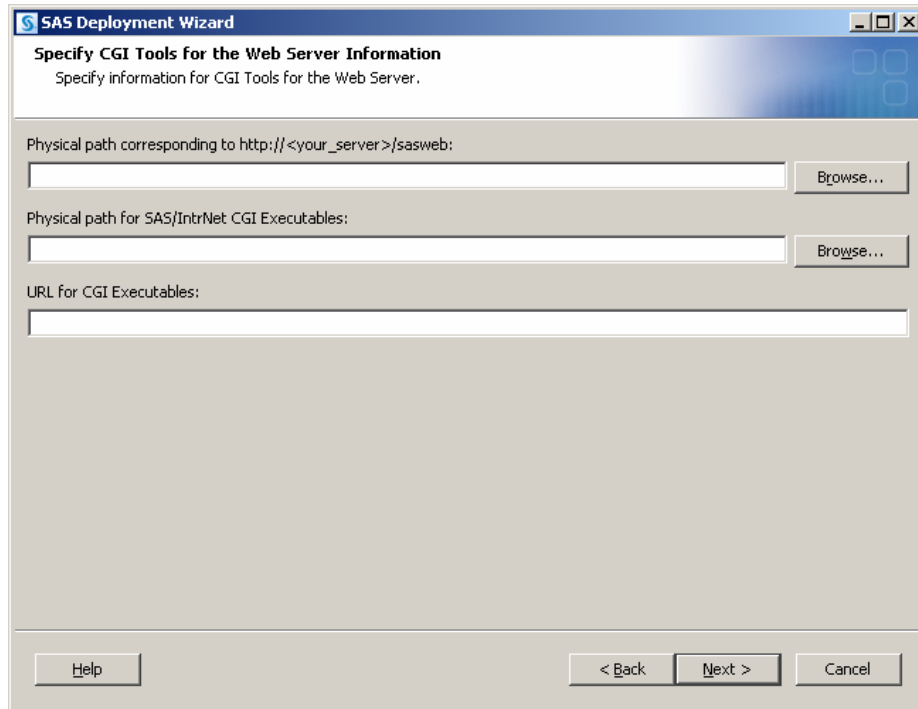 SAS Deployment Wizard
Specify CGI Tools for the Web Server Information
Specify information for CGI Tools for the Web Server.
Physical path corresponding to http://<your_server>/sasweb:
Browse...
Physical path for SAS/IntrNet CGI Executables:
Browse...
URL for CGI Executables:
Help
< Back
Next >
Cancel